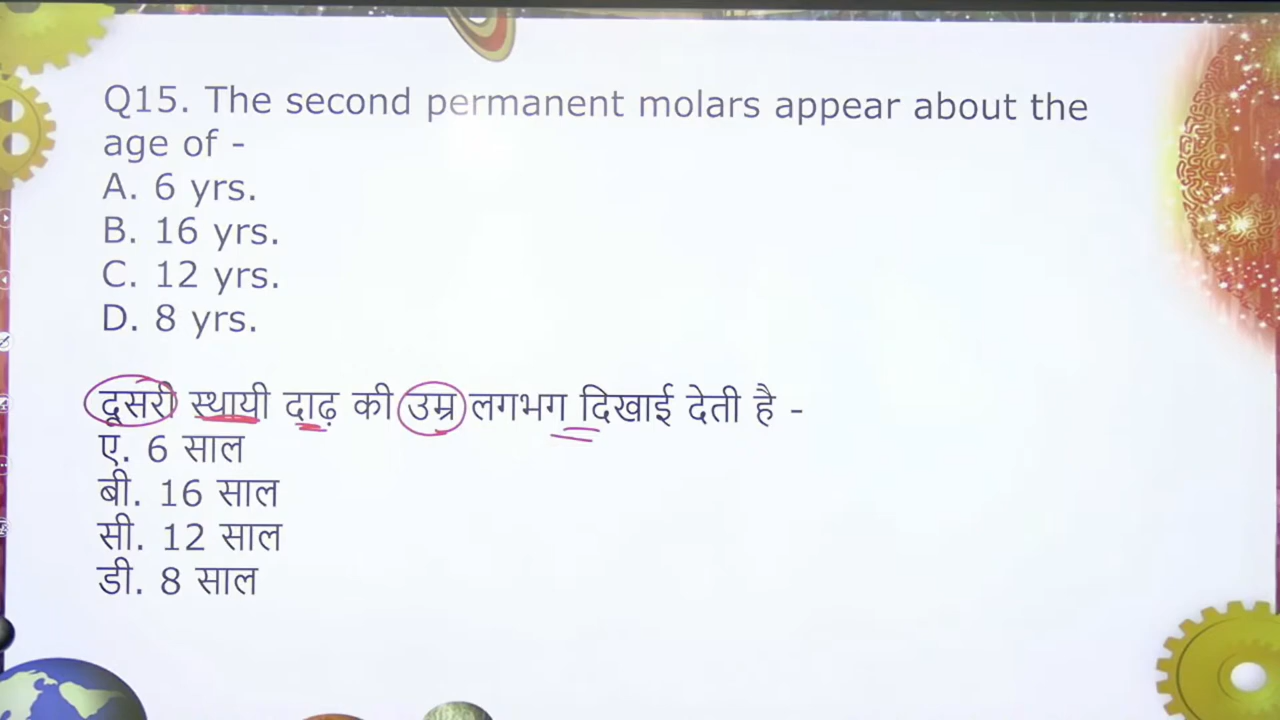 Q15. The second permanent molars appear about the
age of -
A. 6 yrs.
B. 16 yrs.
C. 12 yrs.
D. 8 yrs.
दूसरी स्थायी दाढ़ की उम्र लगभग दिखाई देती है -
ए. 6 साल
बी. 16 साल
सी. 12 साल
डी. 8 साल